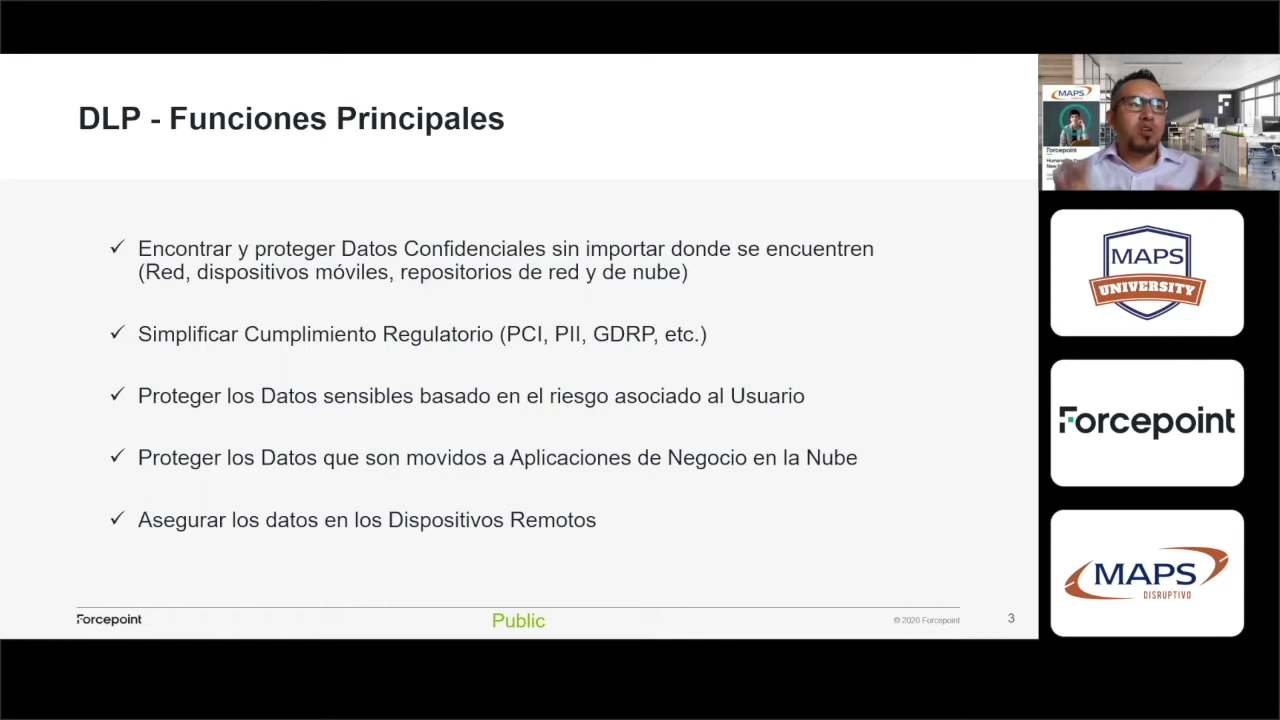 DLP - Funciones Principales
✓ Encontrar y proteger Datos Confidenciales sin importar donde se encuentren
(Red, dispositivos móviles, repositorios de red y de nube)
✓ Simplificar Cumplimiento Regulatorio (PCI, PII, GDRP, etc.)
✓ Proteger los Datos sensibles basado en el riesgo asociado al Usuario
✓ Proteger los Datos que son movidos a Aplicaciones de Negocio en la Nube
✓ Asegurar los datos en los Dispositivos Remotos
Forcepoint
Public
© 2020 Forcepoint
3
MAPS
Forcepoint
MAPS
UNIVERSITY
Forcepoint
MAPS
DISRUPTIVO